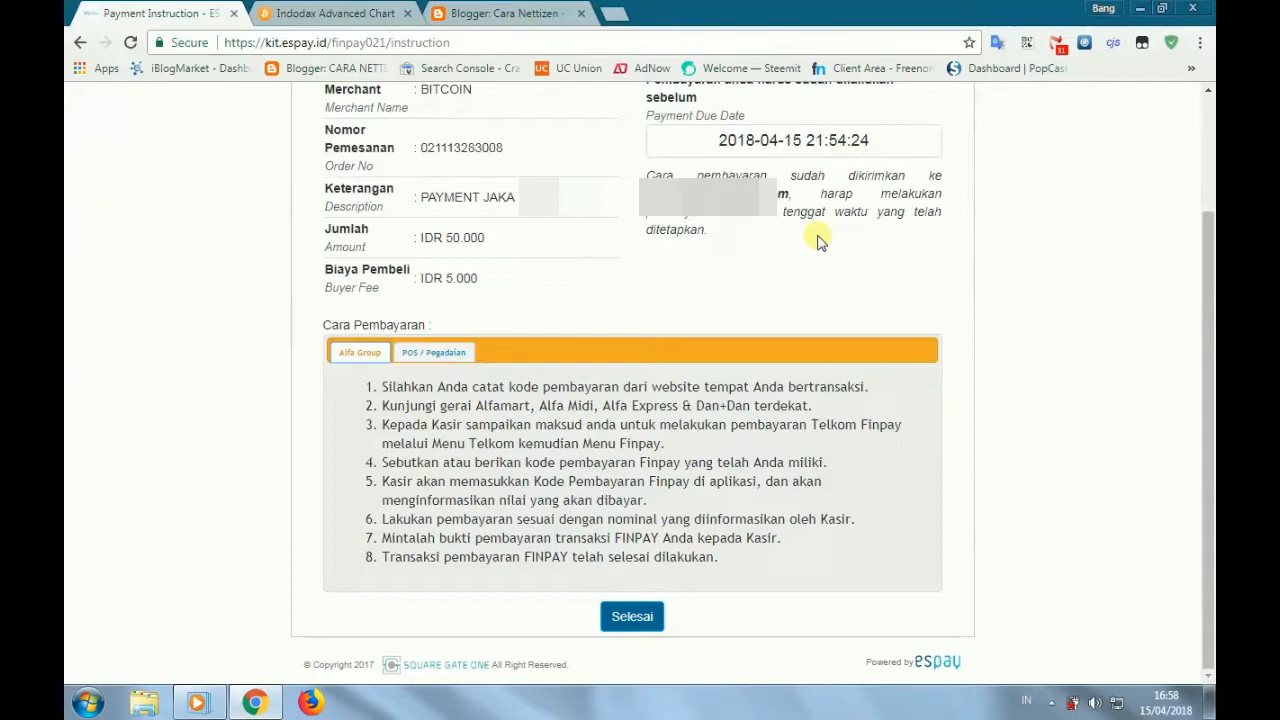 Payment Instruction - ES
Indodax Advanced Chart
Blogger: Cara Nettizen -
Bang
Secure
https://kit.espay.id/finpay021/instruction
Apps
iBlogMarket - Dashb
Blogger: CARA NETTI
Search Console - Cra
UC Union
AdNow
Welcome — Steemit
Client Area - Freenom
Dashboard | PopCas
»
Merchant : BITCOIN
Merchant Name
Nomor
Pemesanan : 021113283008
Order No
Keterangan : PAYMENT JAKA
Description
Jumlah : IDR 50.000
Amount
Biaya Pembeli : IDR 5.000
Buyer Fee
Pembayaran anda harus sudah dilakukan
sebelum
Payment Due Date
2018-04-15 21:54:24
Cara pembayaran sudah dikirimkan ke
m, harap melakukan
tenggat waktu yang telah
ditetapkan.
Cara Pembayaran :
Alfa Group
POS / Pegadaian
1. Silahkan Anda catat kode pembayaran dari website tempat Anda bertransaksi.
2. Kunjungi gerai Alfamart, Alfa Midi, Alfa Express & Dan+Dan terdekat.
3. Kepada Kasir sampaikan maksud anda untuk melakukan pembayaran Telkom Finpay
melalui Menu Telkom kemudian Menu Finpay.
4. Sebutkan atau berikan kode pembayaran Finpay yang telah Anda miliki.
5. Kasir akan memasukkan Kode Pembayaran Finpay di aplikasi, dan akan
menginformasikan nilai yang akan dibayar.
6. Lakukan pembayaran sesuai dengan nominal yang diinformasikan oleh Kasir.
7. Mintalah bukti pembayaran transaksi FINPAY Anda kepada Kasir.
8. Transaksi pembayaran FINPAY telah selesai dilakukan.
Selesai
© Copyright 2017 SQUARE GATE ONE All Right Reserved.
Powered by espay
IN
16:58
15/04/2018